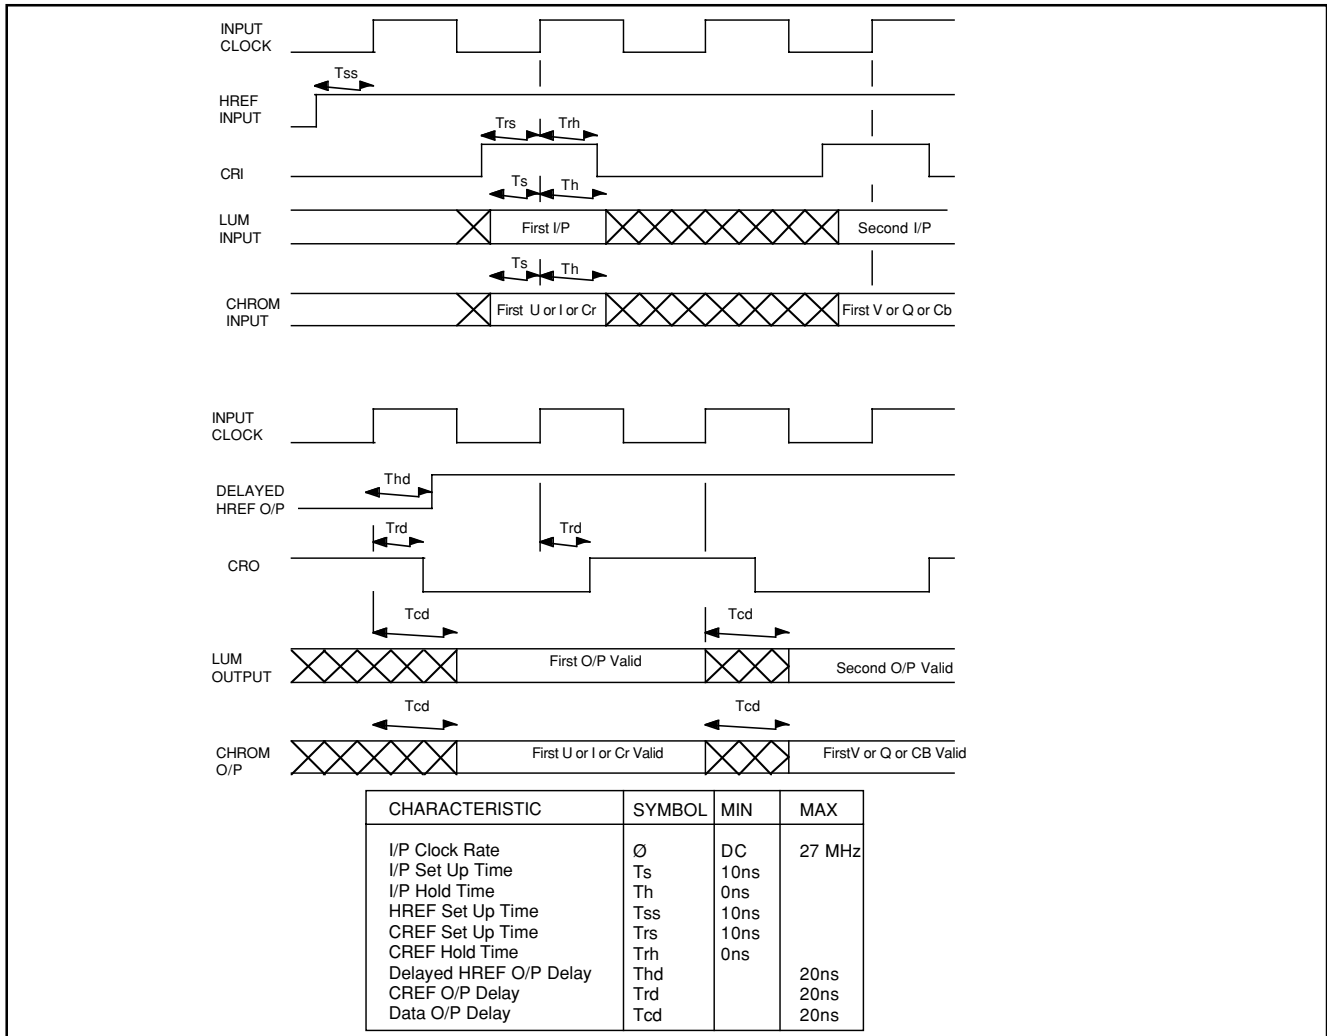 INPUT
CLOCK
Tss
HREF
INPUT
Trs Trh
CRI
Ts Th
LUM
INPUT
First I/P
Second I/P
Ts Th
CHROM
INPUT
First U or I or Cr
First V or Q or Cb
INPUT
CLOCK
Thd
DELAYED
HREF O/P
Trd Trd
CRO
Tcd Tcd
LUM
OUTPUT
First O/P Valid
Second O/P Valid
Tcd Tcd
CHROM
O/P
First U or I or Cr Valid
FirstV or Q or CB Valid
CHARACTERISTIC SYMBOL MIN MAX
I/P Clock Rate Ø DC 27 MHz
I/P Set Up Time Ts 10ns
I/P Hold Time Th 0ns
HREF Set Up Time Tss 10ns
CREF Set Up Time Trs 10ns
CREF Hold Time Trh 0ns
Delayed HREF O/P Delay Thd 20ns
CREF O/P Delay Trd 20ns
Data O/P Delay Tcd 20ns